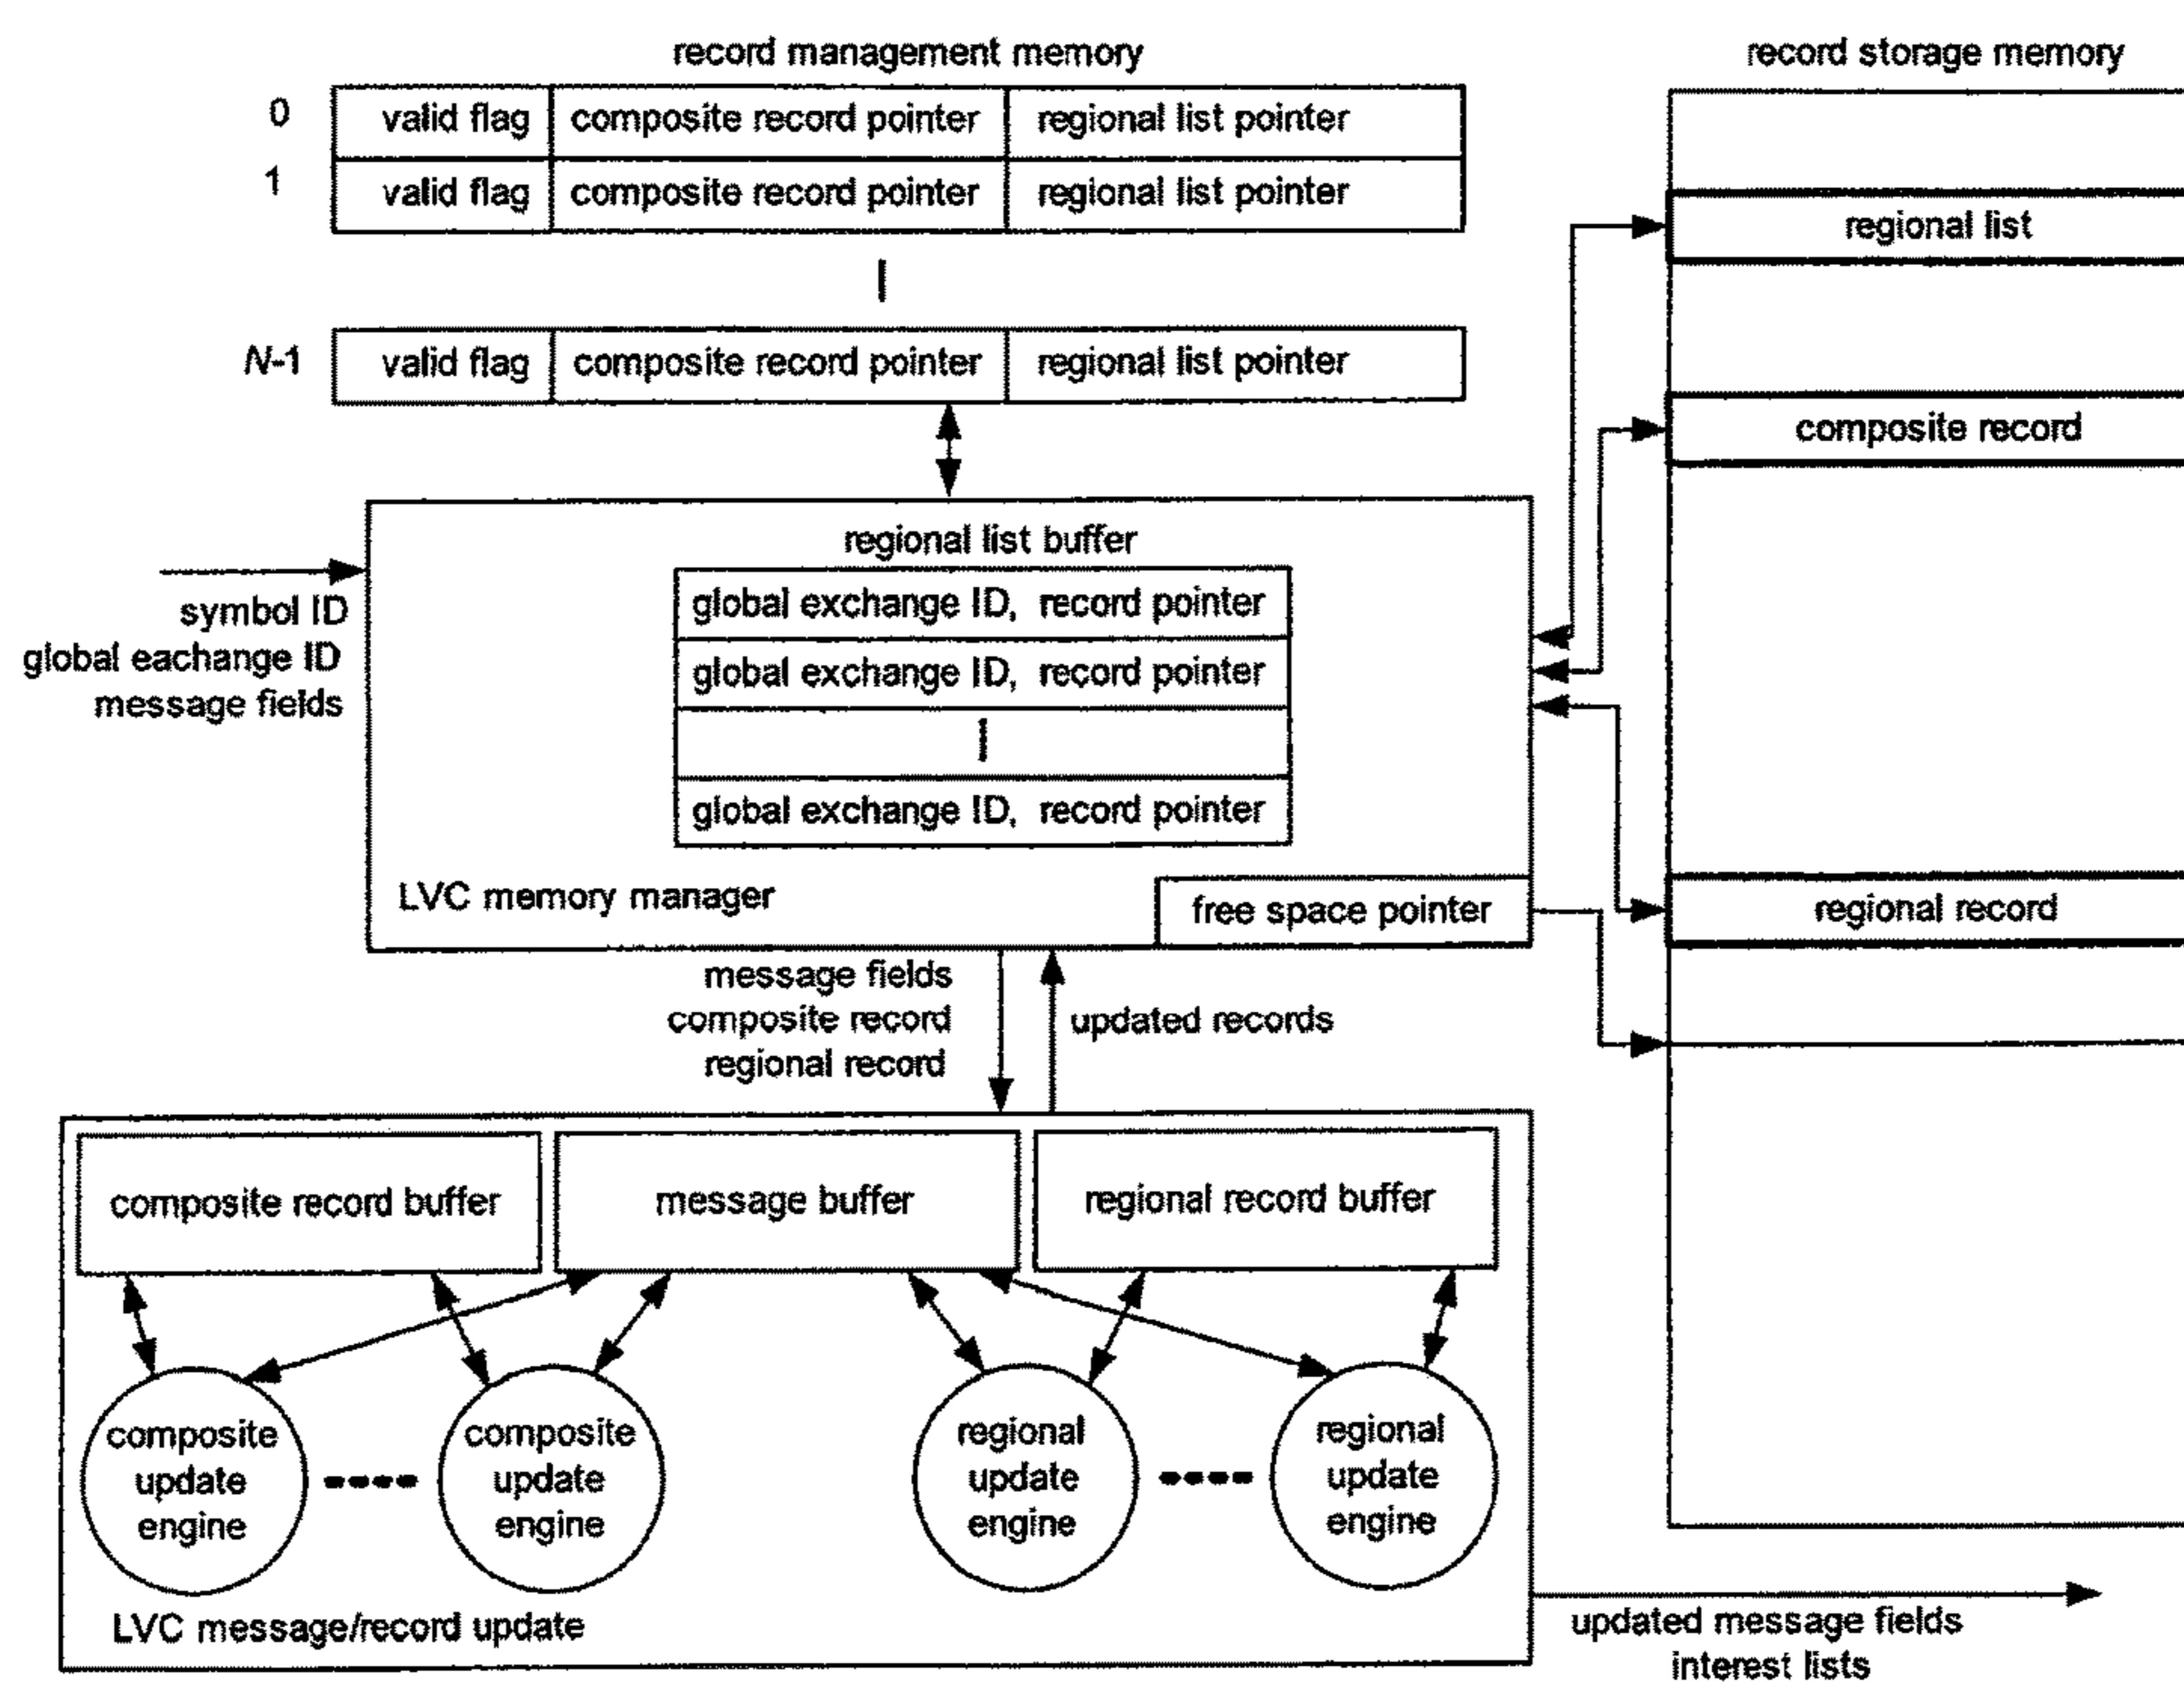 record management memory
record storage memory
0 valid flag composite record pointer regional list pointer
1 valid flag composite record pointer regional list pointer
N-1 valid flag composite record pointer regional list pointer
regional list
composite record
regional record
symbol ID
global eachange ID
message fields
regional list buffer
global exchange ID, record pointer
global exchange ID, record pointer
global exchange ID, record pointer
LVC memory manager
free space pointer
message fields
composite record
regional record
updated records
composite record buffer
message buffer
regional record buffer
composite
update
engine
composite
update
engine
regional
update
engine
regional
update
engine
LVC message/record update
updated message fields
interest lists